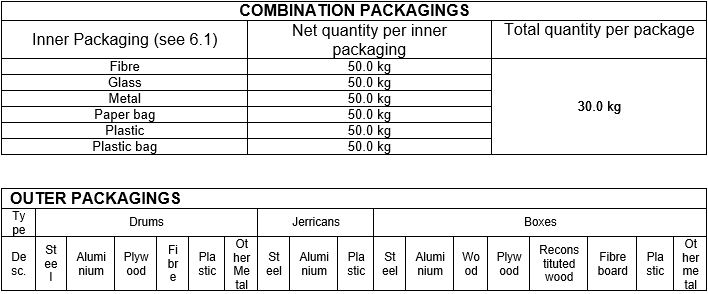 COMBINATION PACKAGINGS
Inner Packaging (see 6.1) Net quantity per inner packaging Total quantity per package
Fibre 50.0 kg
Glass 50.0 kg
Metal 50.0 kg
Paper bag 50.0 kg
Plastic 50.0 kg
Plastic bag 50.0 kg
30.0 kg
OUTER PACKAGINGS
Type Drums Jerricans Boxes
Desc. Steel Aluminium Plywood Fibre Plastic Other Metal Steel Aluminium Plastic Steel Aluminium Wood Plywood Reconstituted wood Fibreboard Plastic Other metal